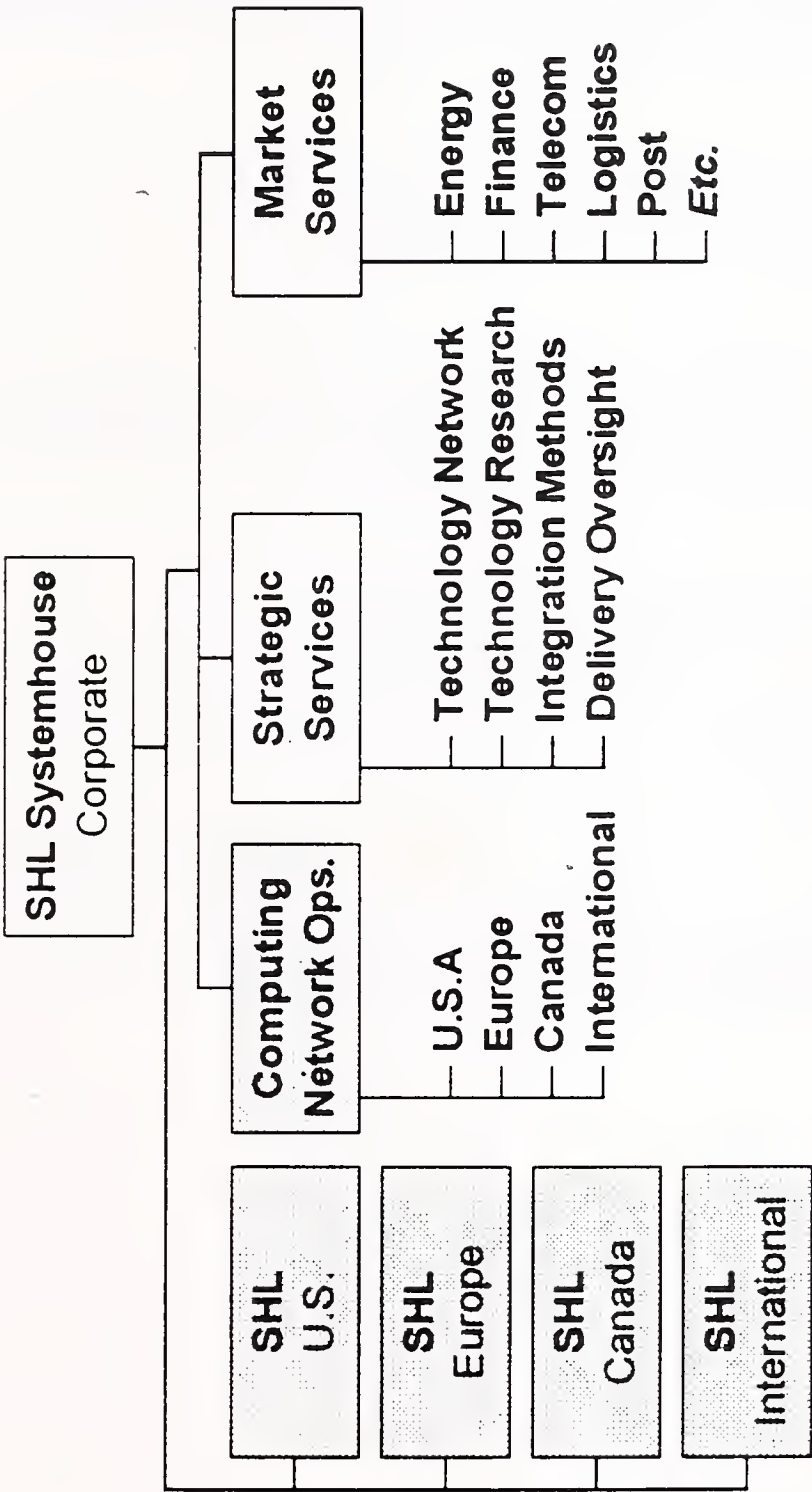 SHL Systemhouse
Corporate
SHL
U.S.
SHL
Europe
SHL
Canada
SHL
International
Computing
Network Ops.
U.S.A
Europe
Canada
International
Strategic
Services
Technology Network
Technology Research
Integration Methods
Delivery Oversight
Market
Services
Energy
Finance
Telecom
Logistics
Post
Etc.